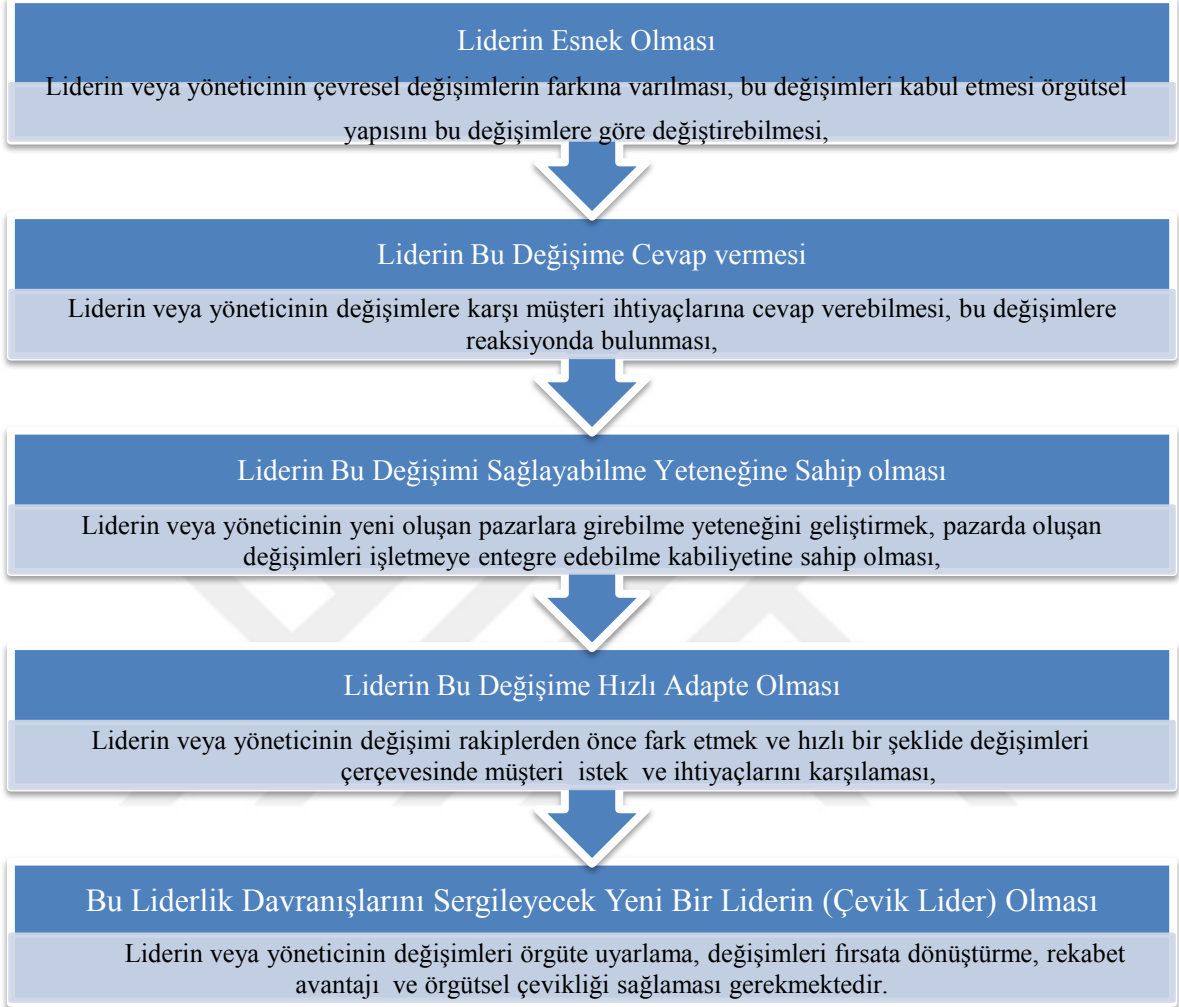 Liderin Esnek Olması
Liderin veya yöneticinin çevresel değişimlerin farkına varılması, bu değişimleri kabul etmesi örgütsel
yapısını bu değişimlere göre değiştirebilmesi,
Liderin Bu Değişime Cevap vermesi
Liderin veya yöneticinin değişimlere karşı müşteri ihtiyaçlarına cevap verebilmesi, bu değişimlere
reaksiyonda bulunması,
Liderin Bu Değişimi Sağlayabilme Yeteneğine Sahip olması
Liderin veya yöneticinin yeni oluşan pazarlara girebilme yeteneğini geliştirmek, pazarda oluşan
değişimleri işletmeye entegre edebilme kabiliyetine sahip olması,
Liderin Bu Değişime Hızlı Adapte Olması
Liderin veya yöneticinin değişimi rakiplerden önce fark etmek ve hızlı bir şeklide değişimleri
çerçevesinde müşteri istek ve ihtiyaçlarını karşılaması,
Bu Liderlik Davranışlarını Sergileyecek Yeni Bir Liderin (Çevik Lider) Olması
Liderin veya yöneticinin değişimleri örgüte uyarlama, değişimleri fırsata dönüştürme, rekabet
avantajı ve örgütsel çevikliği sağlaması gerekmektedir.